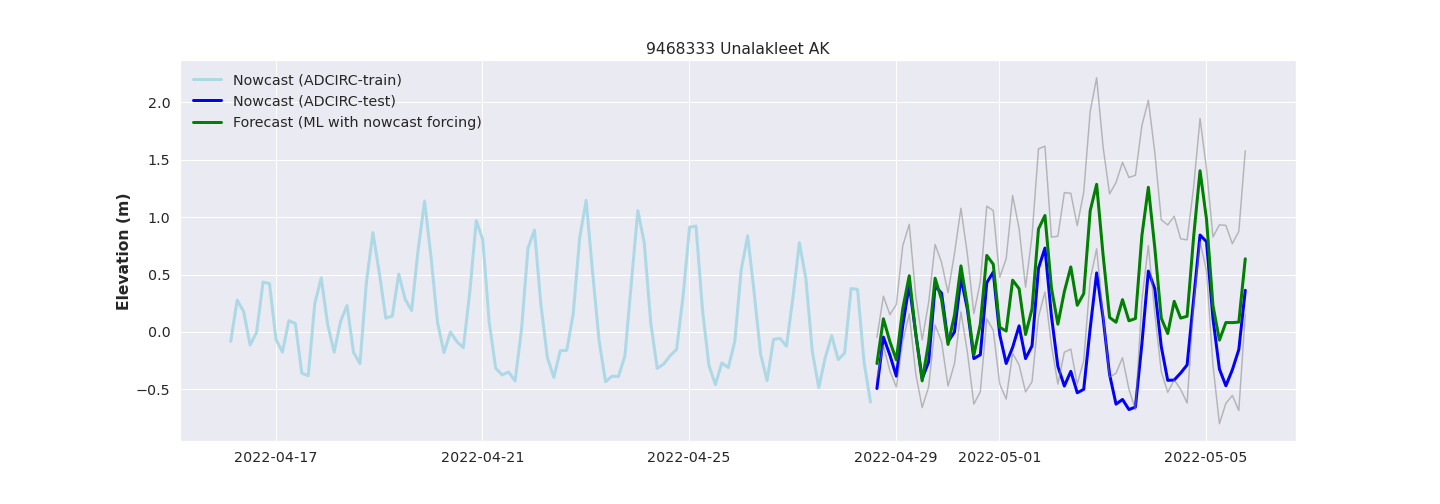 9468333 Unalakleet AK
Nowcast (ADCIRC-train)
Nowcast (ADCIRC-test)
Forecast (ML with nowcast forcing)
Elevation (m)
2.0
1.5
1.0
0.5
0.0
−0.5
2022-04-17
2022-04-21
2022-04-25
2022-04-29
2022-05-01
2022-05-05